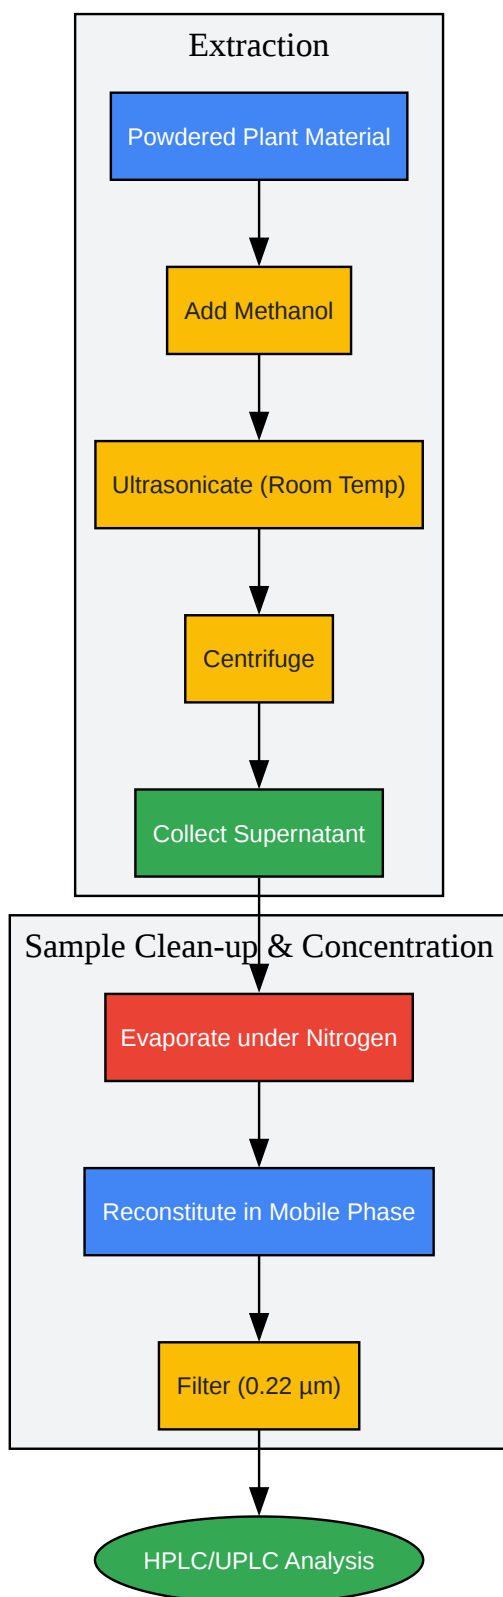 Extraction
Powdered Plant Material
Add Methanol
Ultrasonicate (Room Temp)
Centrifuge
Collect Supernatant
Sample Clean-up & Concentration
Evaporate under Nitrogen
Reconstitute in Mobile Phase
Filter (0.22 µm)
HPLC/UPLC Analysis